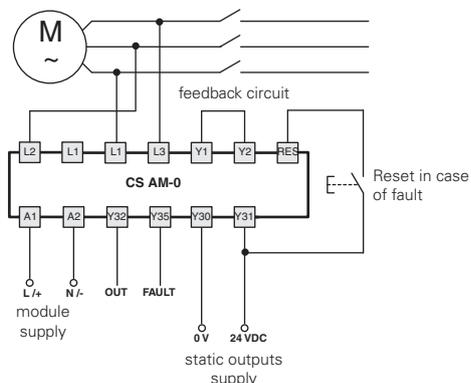 M
~
feedback circuit
L2 L1 L1 L3 Y1 Y2 RES
CS AM-0
Reset in case
of fault
A1 A2 Y32 Y35 Y30 Y31
L /+ N /- OUT FAULT
module
supply
0 V 24 VDC
static outputs
supply